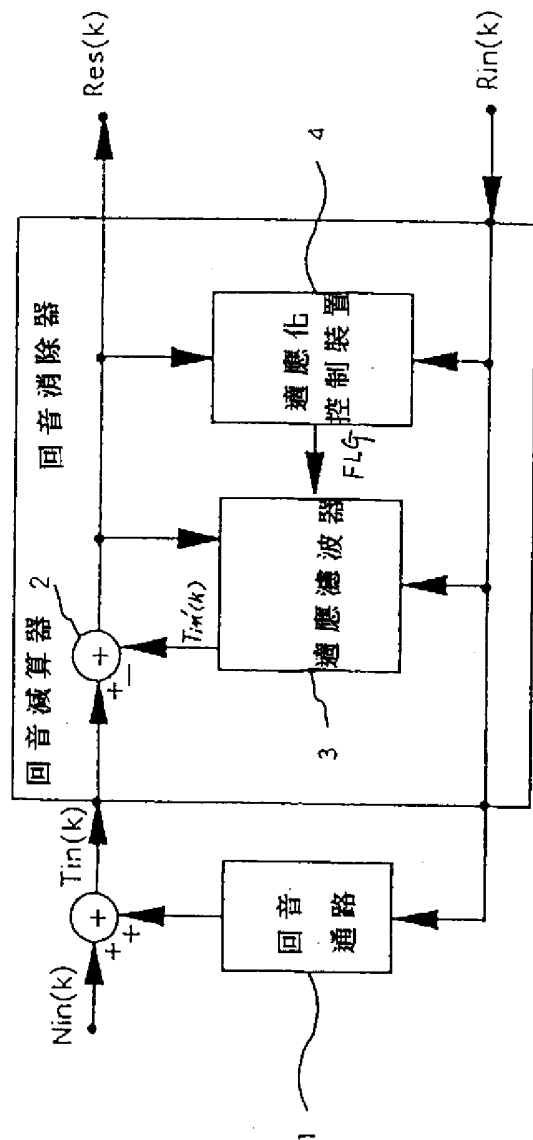 回音消除器
回音減算器 2
Nin(k)
Tin(k)
Res(k)
+
+
+
+
+
−
Tin'(k)
回音
通路
1
適應濾波器
3
FLG
適應化
控制裝置
4
Rin(k)